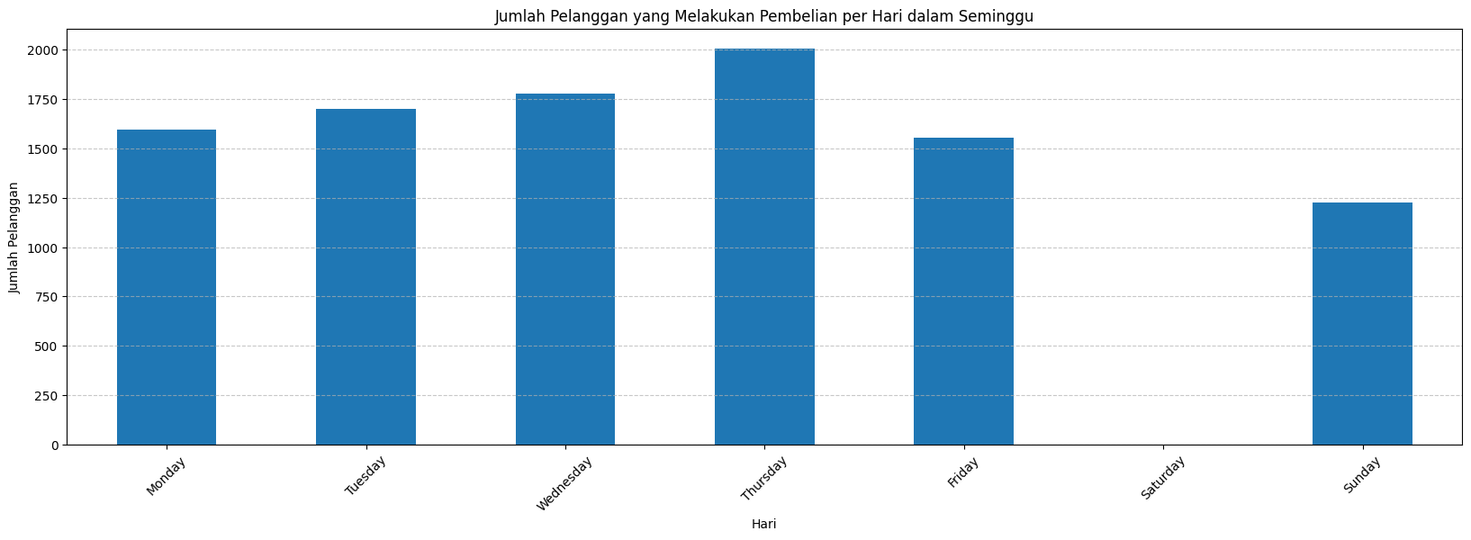 Jumlah Pelanggan yang Melakukan Pembelian per Hari dalam Seminggu
Jumlah Pelanggan
2000
1750
1500
1250
1000
750
500
250
0
Monday
Tuesday
Wednesday
Thursday
Friday
Saturday
Sunday
Hari